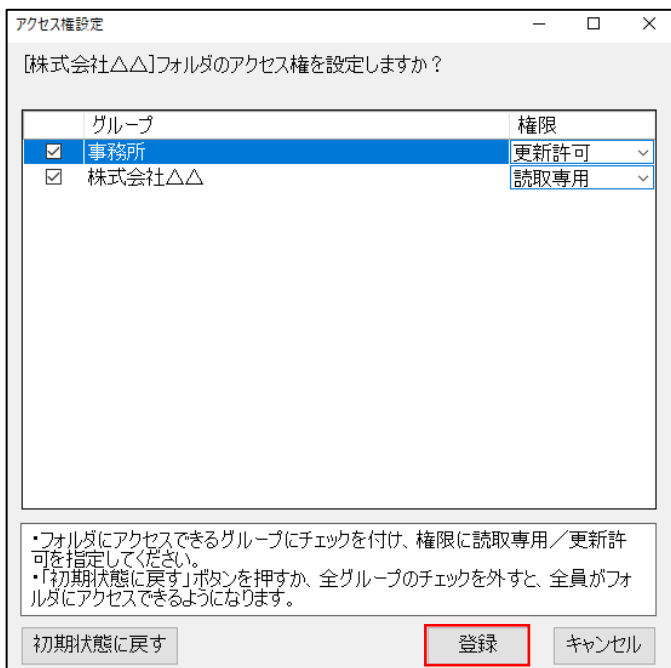 アクセス権設定
[株式会社△△]フォルダのアクセス権を設定しますか？
グループ 権限
事務所 更新許可
株式会社△△ 読取専用
・フォルダにアクセスできるグループにチェックを付け、権限に読取専用／更新許
可を指定してください。
・「初期状態に戻す」ボタンを押すか、全グループのチェックを外すと、全員がフォ
ルダにアクセスできるようになります。
初期状態に戻す 登録 キャンセル